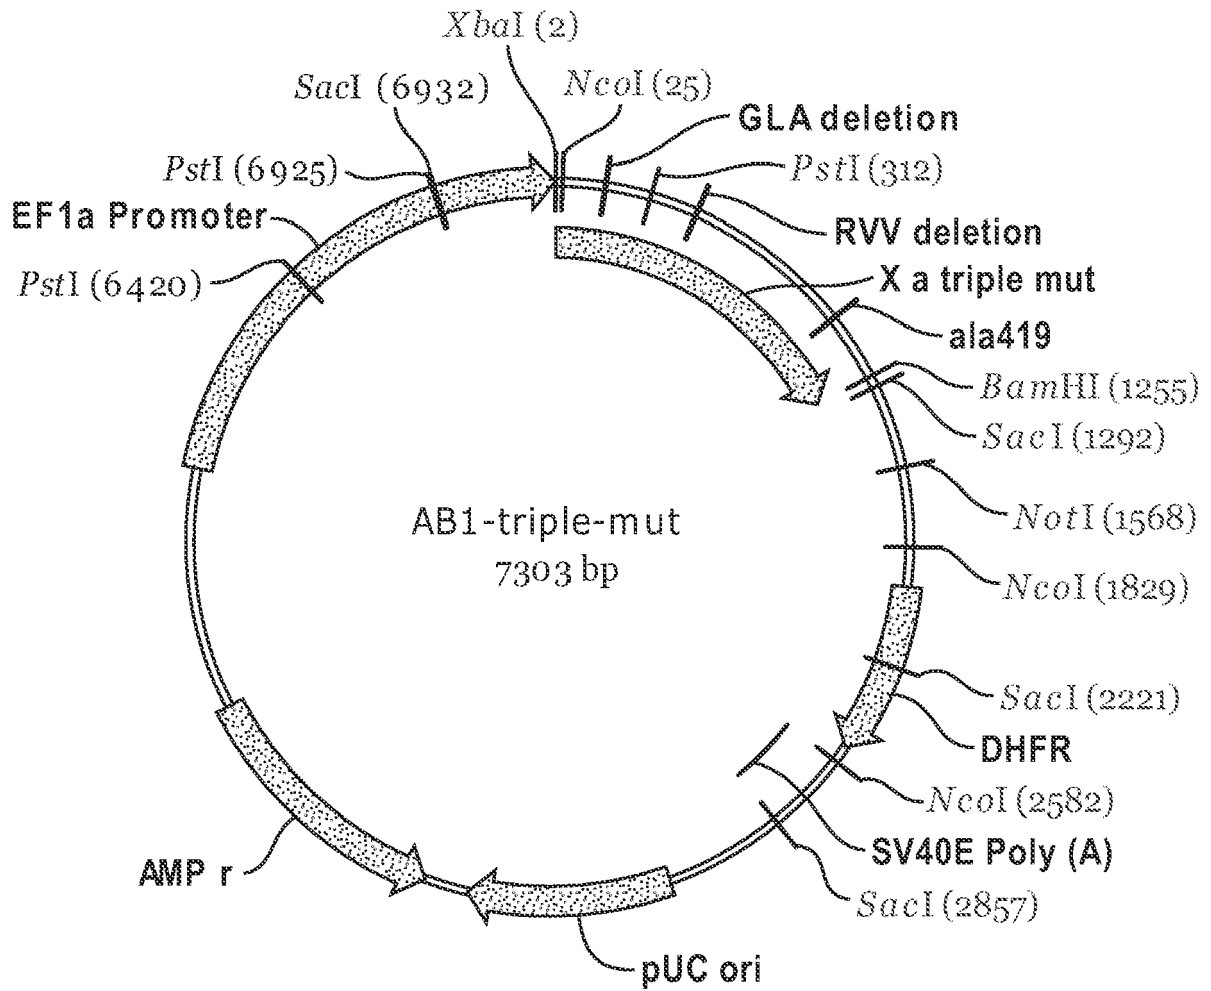 XbaI (2)
SacI (6932)
NcoI (25)
GLA deletion
PstI (6925)
PstI (312)
EF1a Promoter
RVV deletion
PstI (6420)
X a triple mut
ala419
BamHI (1255)
SacI (1292)
AB1-triple-mut
7303 bp
NotI (1568)
NcoI (1829)
SacI (2221)
DHFR
NcoI (2582)
SV40E Poly (A)
AMP r
SacI (2857)
pUC ori